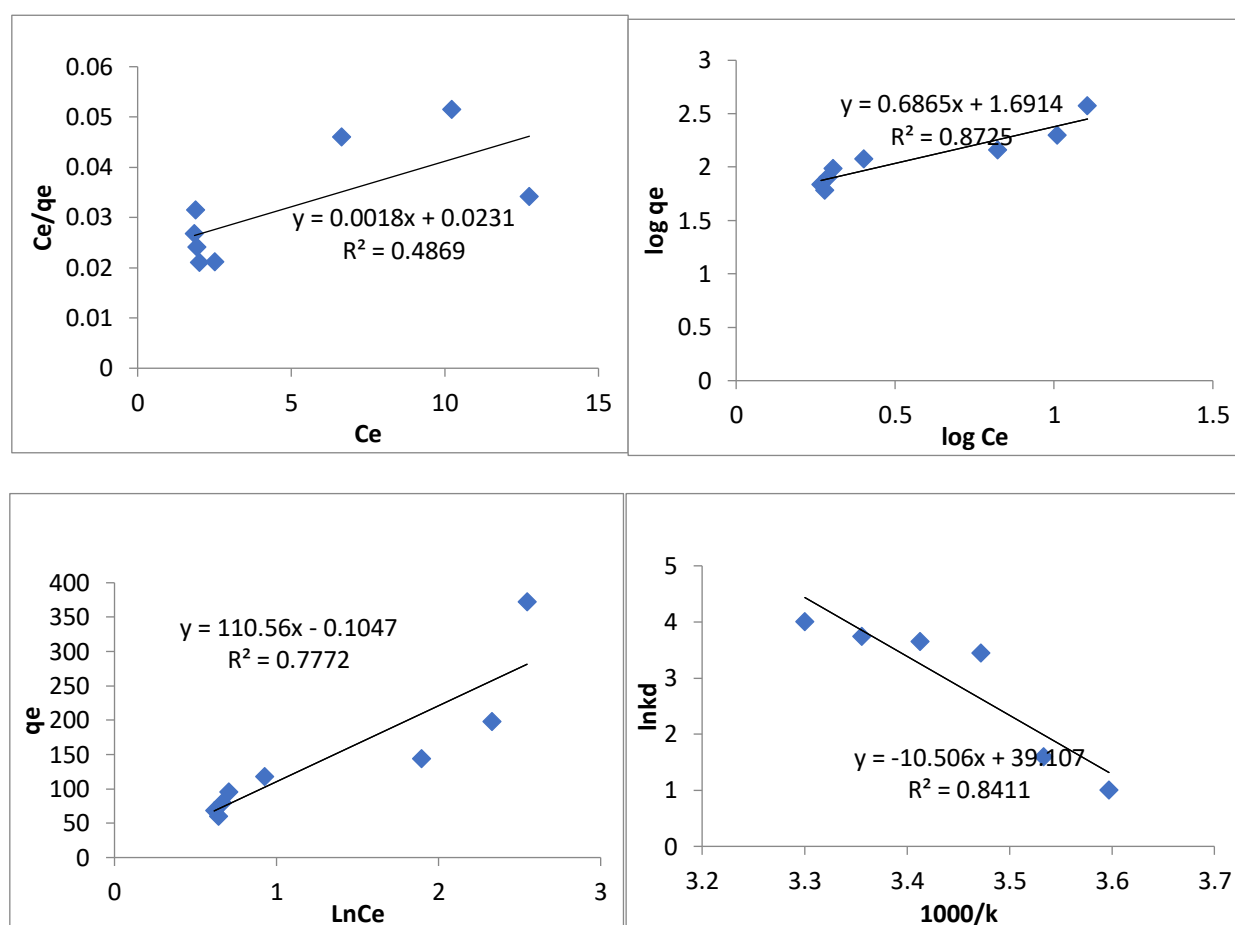 0.06
0.05
0.04
0.03
0.02
0.01
0
Ce/qe
y = 0.0018x + 0.0231
R² = 0.4869
0 5 10 15
Ce
3
2.5
2
1.5
1
0.5
0
log qe
y = 0.6865x + 1.6914
R² = 0.8725
0 0.5 1 1.5
log Ce
400
350
300
250
200
150
100
50
0
qe
y = 110.56x - 0.1047
R² = 0.7772
0 1 2 3
LnCe
5
4
3
2
1
0
lnkd
y = -10.506x + 39.107
R² = 0.8411
3.2 3.3 3.4 3.5 3.6 3.7
1000/k